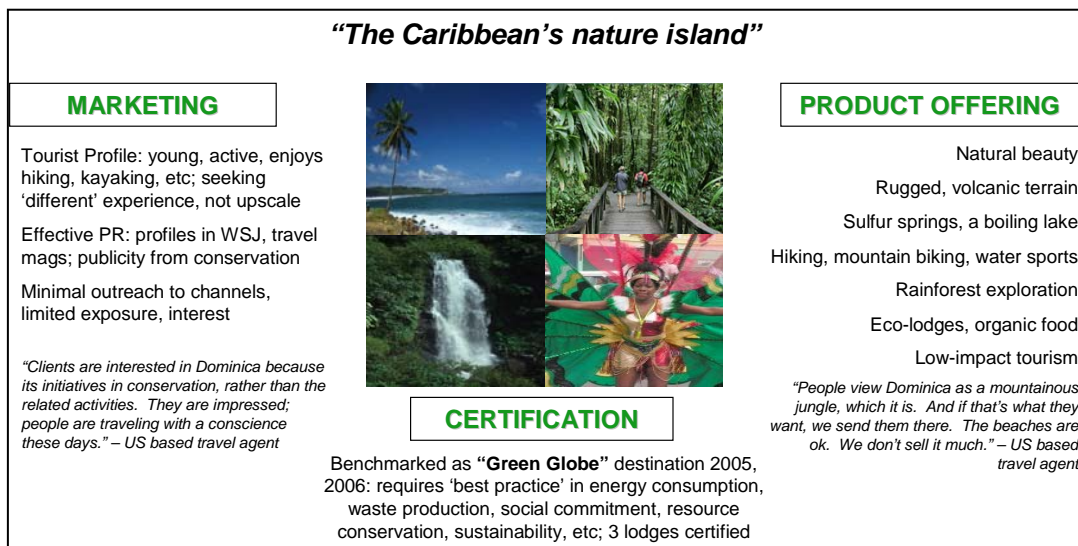 “The Caribbean’s nature island”
MARKETING
Tourist Profile: young, active, enjoys
hiking, kayaking, etc; seeking
‘different’ experience, not upscale
Effective PR: profiles in WSJ, travel
mags; publicity from conservation
Minimal outreach to channels,
limited exposure, interest
“Clients are interested in Dominica because
its initiatives in conservation, rather than the
related activities.  They are impressed;
people are traveling with a conscience
these days.” – US based travel agent
CERTIFICATION
Benchmarked as “Green Globe” destination 2005,
2006: requires ‘best practice’ in energy consumption,
waste production, social commitment, resource
conservation, sustainability, etc; 3 lodges certified
PRODUCT OFFERING
Natural beauty
Rugged, volcanic terrain
Sulfur springs, a boiling lake
Hiking, mountain biking, water sports
Rainforest exploration
Eco-lodges, organic food
Low-impact tourism
“People view Dominica as a mountainous
jungle, which it is.  And if that’s what they
want, we send them there.  The beaches are
ok.  We don’t sell it much.” – US based
travel agent